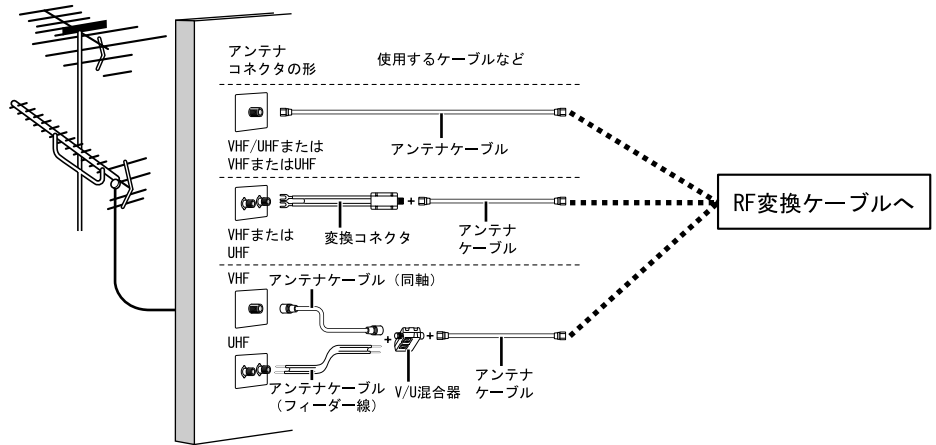 アンテナ
コネクタの形
使用するケーブルなど
VHF/UHFまたは
VHFまたはUHF
アンテナケーブル
RF変換ケーブルへ
+
VHFまたは
UHF
変換コネクタ
アンテナ
ケーブル
VHF
アンテナケーブル（同軸）
UHF
+
+
アンテナケーブル
（フィーダー線）
V/U混合器
アンテナ
ケーブル